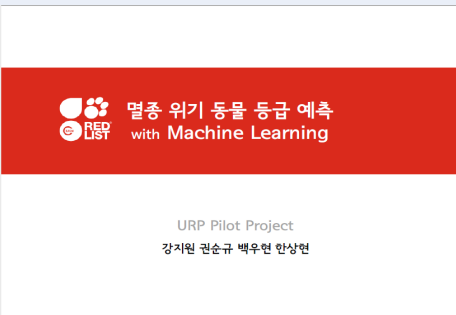 RED
LIST
멸종 위기 동물 등급 예측
with Machine Learning
URP Pilot Project
강지원 권순규 백우현 한상현